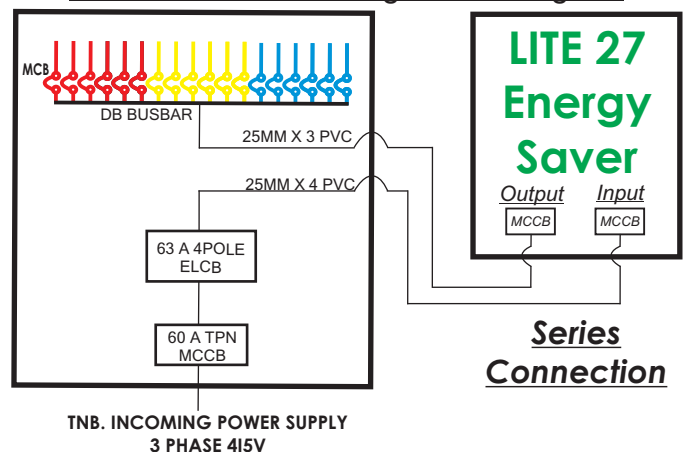 MCB
DB BUSBAR
25MM X 3 PVC
25MM X 4 PVC
63 A 4POLE
ELCB
60 A TPN
MCCB
TNB. INCOMING POWER SUPPLY
3 PHASE 4I5V
LITE 27
Energy
Saver
Output Input
MCCB MCCB
Series
Connection